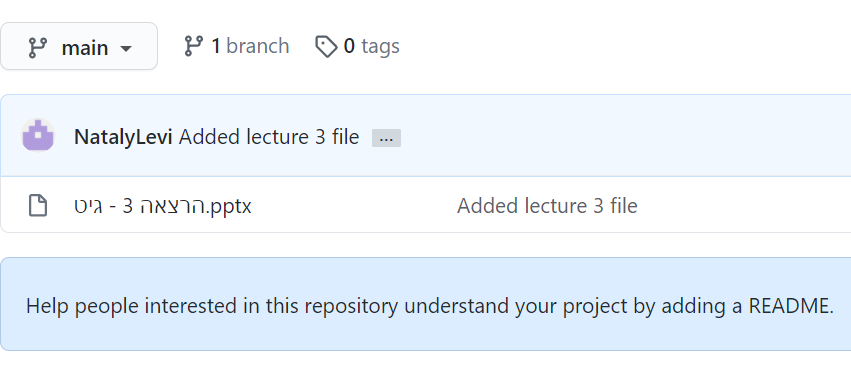 main
1 branch
0 tags
NatalyLevi Added lecture 3 file ...
הרצאה 3 - גיט.pptx
Added lecture 3 file
Help people interested in this repository understand your project by adding a README.